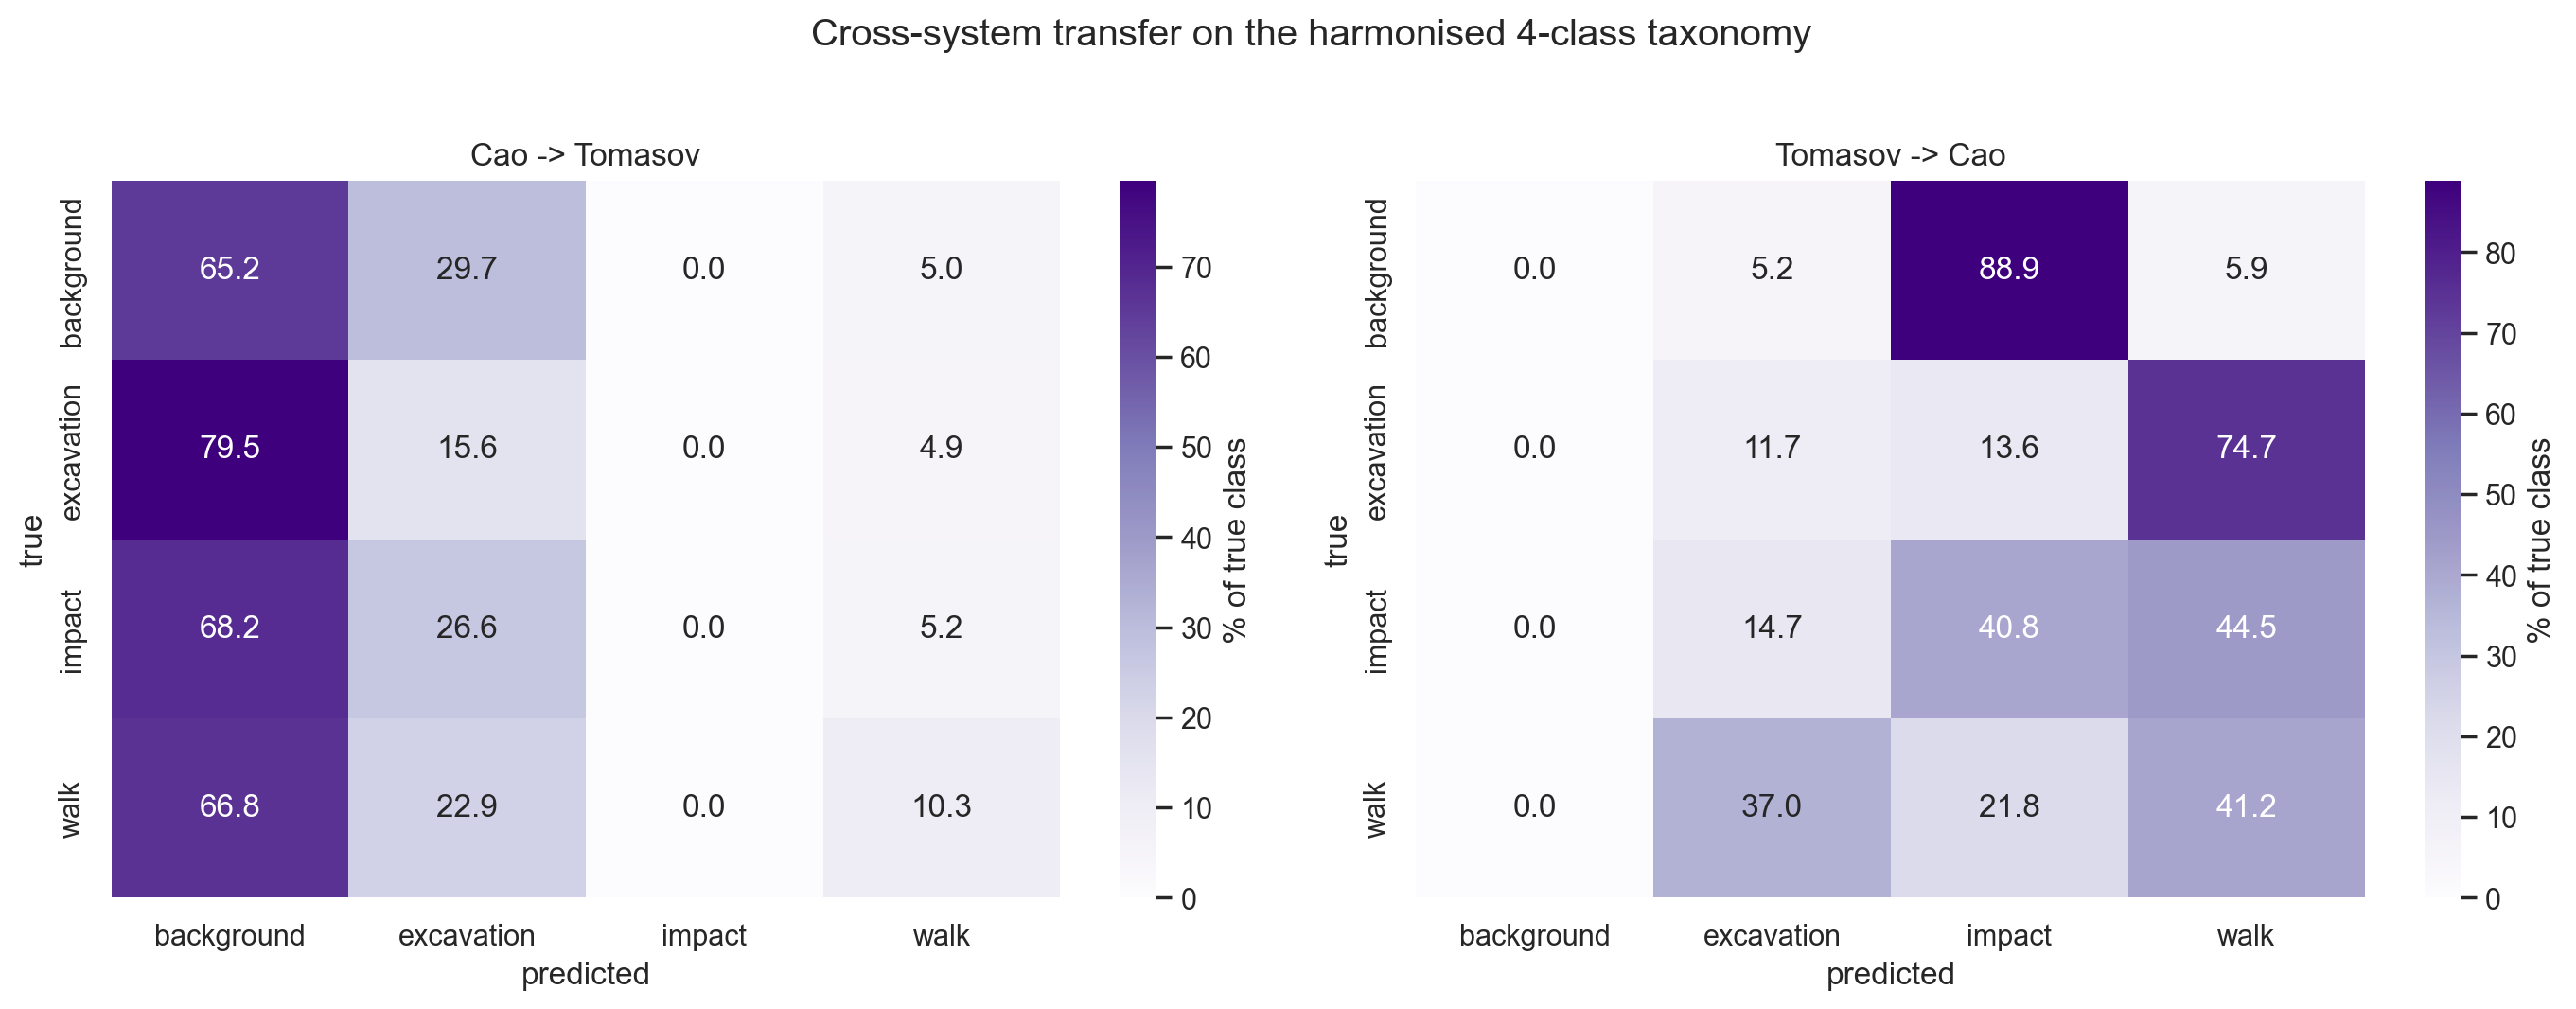 Cross-system transfer on the harmonised 4-class taxonomy
Cao -> Tomasov
true
background
excavation
impact
walk
65.2 29.7 0.0 5.0
79.5 15.6 0.0 4.9
68.2 26.6 0.0 5.2
66.8 22.9 0.0 10.3
background excavation impact walk
predicted
70
60
50
40
30
20
10
0
% of true class
Tomasov -> Cao
true
background
excavation
impact
walk
0.0 5.2 88.9 5.9
0.0 11.7 13.6 74.7
0.0 14.7 40.8 44.5
0.0 37.0 21.8 41.2
background excavation impact walk
predicted
80
70
60
50
40
30
20
10
0
% of true class